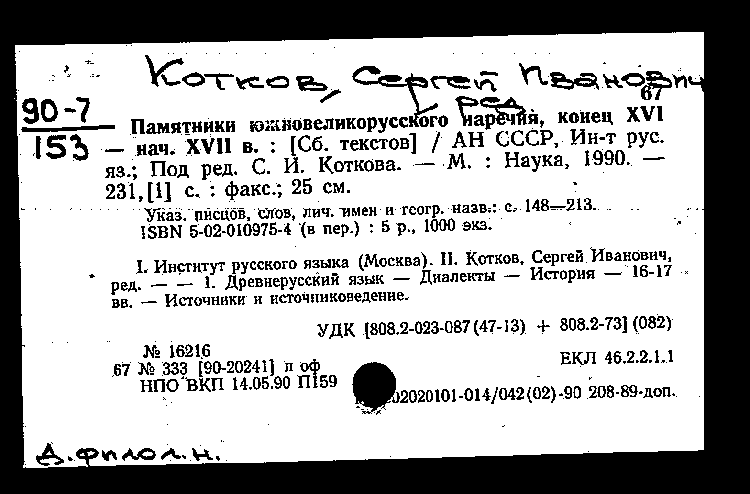 Котков, Сергей Иванович
ред.
67
90-7
153
Памятники южновеликорусского наречия, конец XVI
— нач. XVII в. : [Сб. текстов] / АН СССР, Ин-т рус.
яз.; Под ред. С. И. Коткова. — М. : Наука, 1990. —
231,[1] с. : факс.; 25 см.
Указ. писцов, слов, лич. имен и геогр. назв.: с. 148—213.
ISBN 5-02-010975-4 (в пер.) : 5 р., 1000 экз.
I. Институт русского языка (Москва). II. Котков, Сергей Иванович,
ред. — — 1. Древнерусский язык — Диалекты — История — 16-17
вв. — Источники и источниковедение.
УДК [808.2-023-087(47-13) + 808.2-73](082)
№ 16216
67 № 333 [90-20241] п оф
ЕКЛ 46.2.2.1.1
НПО ВКП 14.05.90 П159
02020101-014/042(02)-90 208-89-доп.
Д.филол.н.